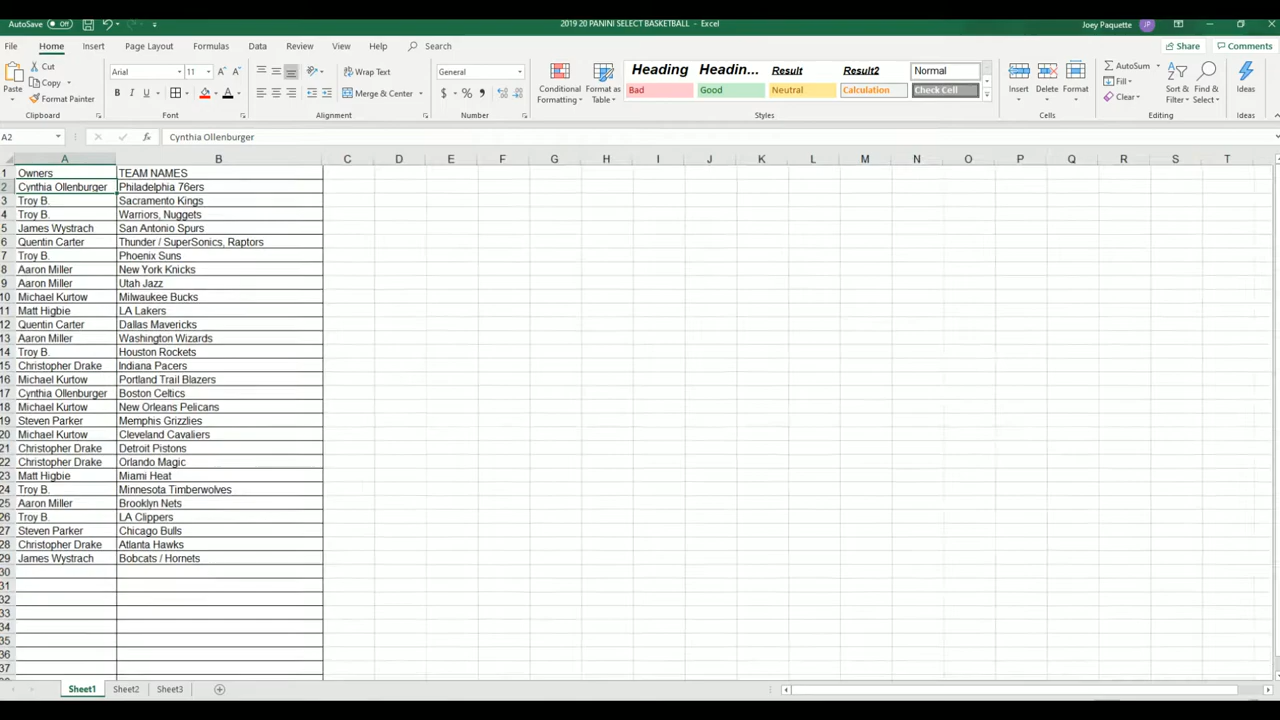 AutoSave Off 2019 20 PANINI SELECT BASKETBALL - Excel Joey Paquette JP
File Home Insert Page Layout Formulas Data Review View Help Search Share Comments
Paste Cut Copy Format Painter Clipboard
Arial 11 B I U Font
Wrap Text Merge & Center Alignment
General $ % Number
Conditional Formatting Format as Table
Heading Headin... Result Result2 Normal
Bad Good Neutral Calculation Check Cell
Styles
Insert Delete Format Cells
AutoSum Fill Clear Sort & Filter Find & Select Editing
Ideas Ideas
A2 fx Cynthia Ollenburger
A B C D E F G H I J K L M N O P Q R S T
1 Owners TEAM NAMES
2 Cynthia Ollenburger Philadelphia 76ers
3 Troy B. Sacramento Kings
4 Troy B. Warriors, Nuggets
5 James Wystrach San Antonio Spurs
6 Quentin Carter Thunder / SuperSonics, Raptors
7 Troy B. Phoenix Suns
8 Aaron Miller New York Knicks
9 Aaron Miller Utah Jazz
10 Michael Kurtow Milwaukee Bucks
11 Matt Higbie LA Lakers
12 Quentin Carter Dallas Mavericks
13 Aaron Miller Washington Wizards
14 Troy B. Houston Rockets
15 Christopher Drake Indiana Pacers
16 Michael Kurtow Portland Trail Blazers
17 Cynthia Ollenburger Boston Celtics
18 Michael Kurtow New Orleans Pelicans
19 Steven Parker Memphis Grizzlies
20 Michael Kurtow Cleveland Cavaliers
21 Christopher Drake Detroit Pistons
22 Christopher Drake Orlando Magic
23 Matt Higbie Miami Heat
24 Troy B. Minnesota Timberwolves
25 Aaron Miller Brooklyn Nets
26 Troy B. LA Clippers
27 Steven Parker Chicago Bulls
28 Christopher Drake Atlanta Hawks
29 James Wystrach Bobcats / Hornets
30
31
32
33
34
35
36
37
Sheet1 Sheet2 Sheet3